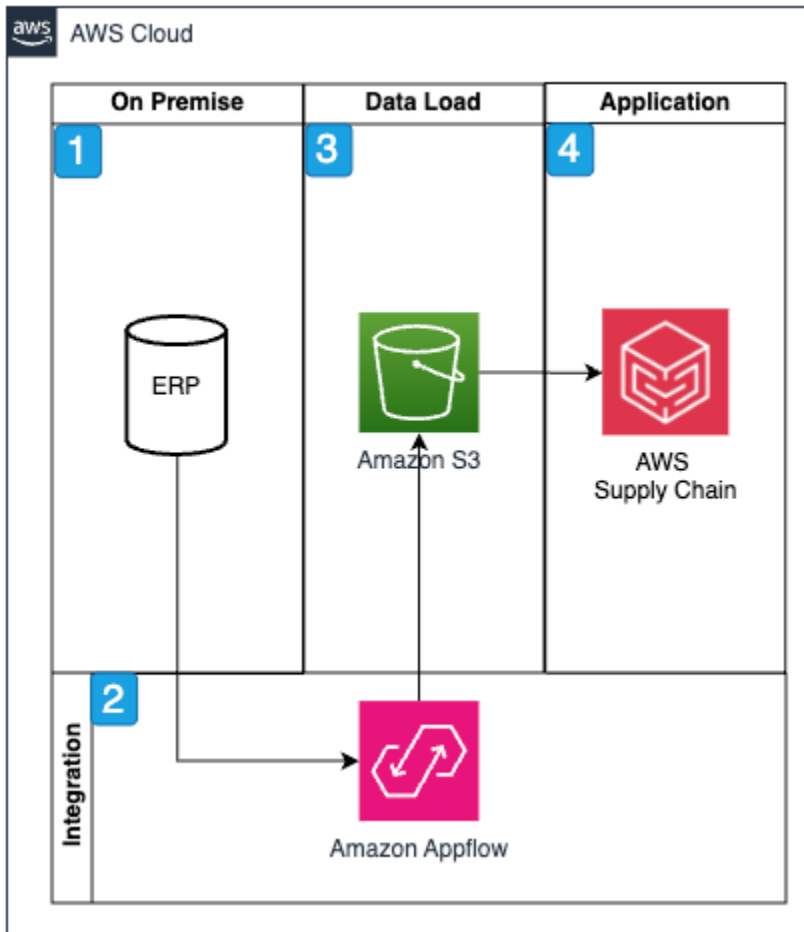 aws
AWS Cloud
On Premise
Data Load
Application
1
3
4
ERP
Amazon S3
AWS
Supply Chain
2
Integration
Amazon Appflow